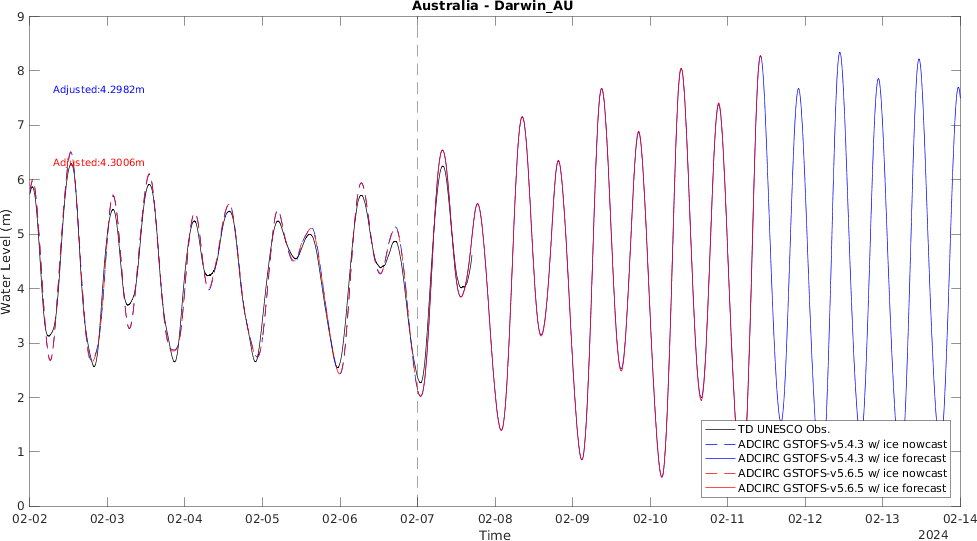 Australia - Darwin_AU
9
8
7
6
5
4
3
2
1
0
Water Level (m)
Adjusted:4.2982m
Adjusted:4.3006m
TD UNESCO Obs.
ADCIRC GSTOFS-v5.4.3 w/ ice nowcast
ADCIRC GSTOFS-v5.4.3 w/ ice forecast
ADCIRC GSTOFS-v5.6.5 w/ ice nowcast
ADCIRC GSTOFS-v5.6.5 w/ ice forecast
02-02 02-03 02-04 02-05 02-06 02-07 02-08 02-09 02-10 02-11 02-12 02-13 02-14
Time
2024